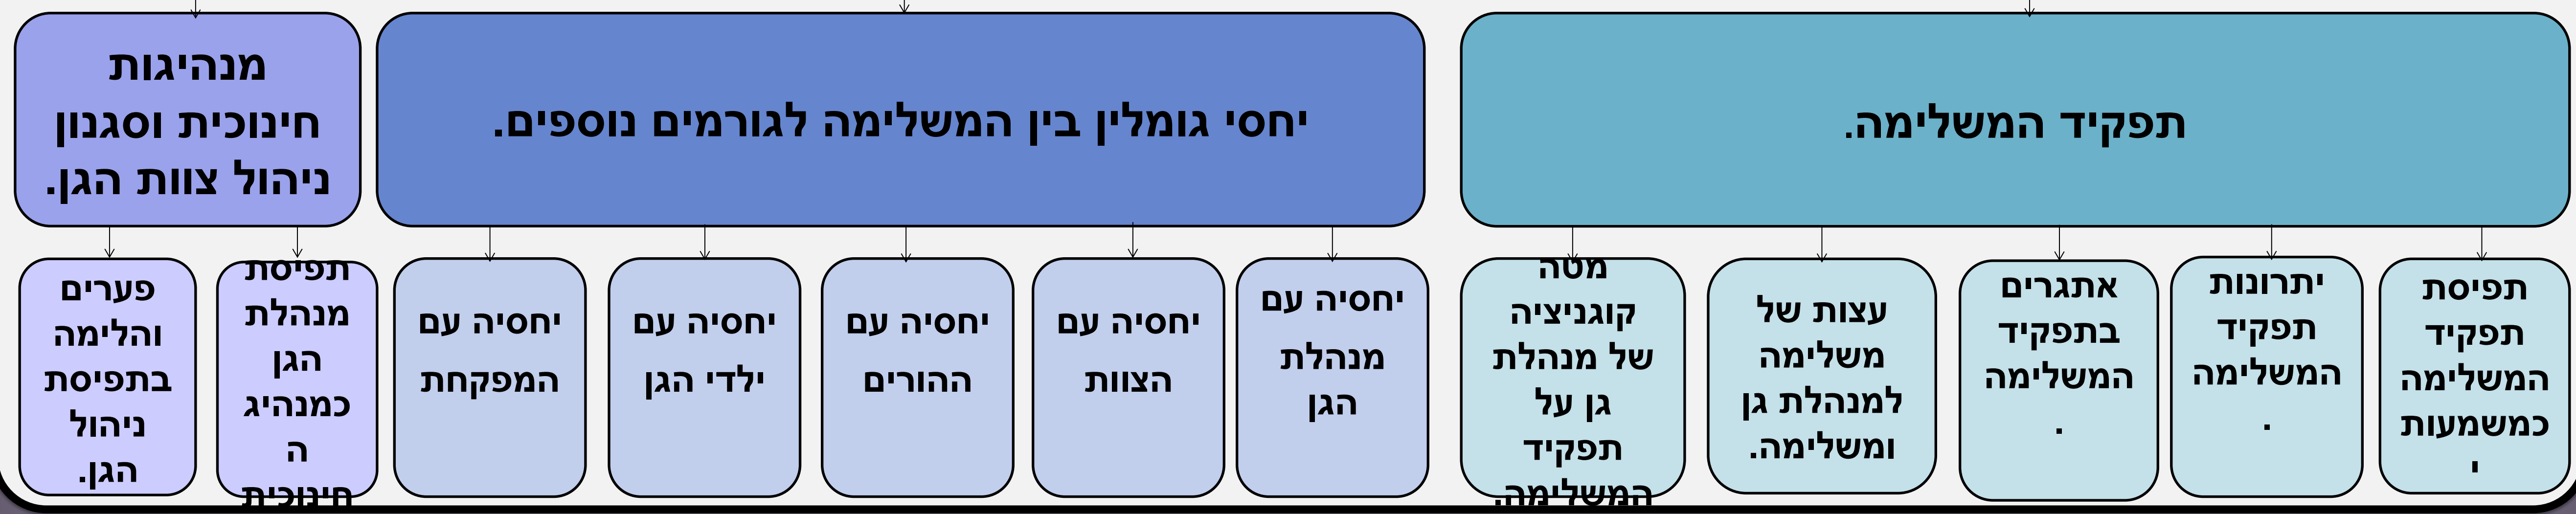 תפקיד המשלימה.
יחסי גומלין בין המשלימה לגורמים נוספים.
מנהיגות
חינוכית וסגנון
ניהול צוות הגן.
תפיסת
תפקיד
המשלימה
כמשמעות
י
יתרונות
תפקיד
המשלימה
.
אתגרים
בתפקיד
המשלימה
.
עצות של
משלימה
למנהלת גן
ומשלימה.
מטה
קוגניציה
של מנהלת
גן על
תפקיד
המשלימה.
יחסיה עם
מנהלת
הגן
יחסיה עם
הצוות
יחסיה עם
ההורים
יחסיה עם
ילדי הגן
יחסיה עם
המפקחת
תפיסת
מנהלת
הגן
כמנהיג
ה
חינוכית
פערים
והלימה
בתפיסת
ניהול
הגן.